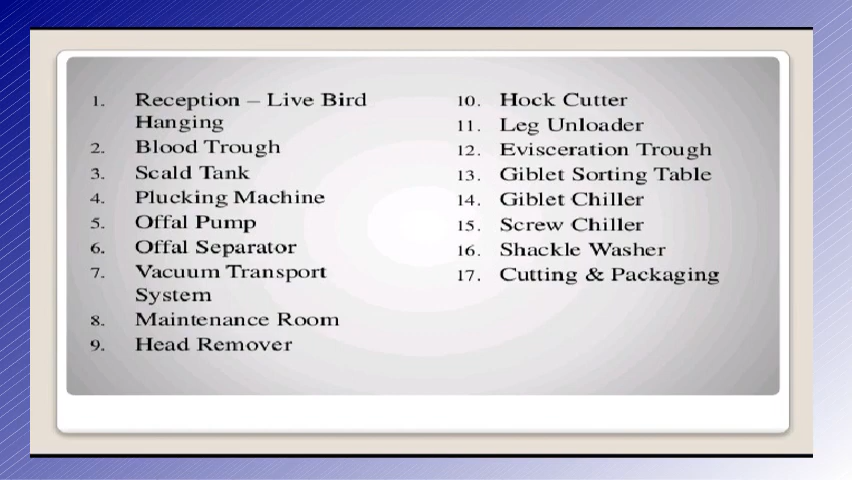 1. Reception – Live Bird
Hanging
2. Blood Trough
3. Scald Tank
4. Plucking Machine
5. Offal Pump
6. Offal Separator
7. Vacuum Transport
System
8. Maintenance Room
9. Head Remover
10. Hock Cutter
11. Leg Unloader
12. Evisceration Trough
13. Giblet Sorting Table
14. Giblet Chiller
15. Screw Chiller
16. Shackle Washer
17. Cutting & Packaging